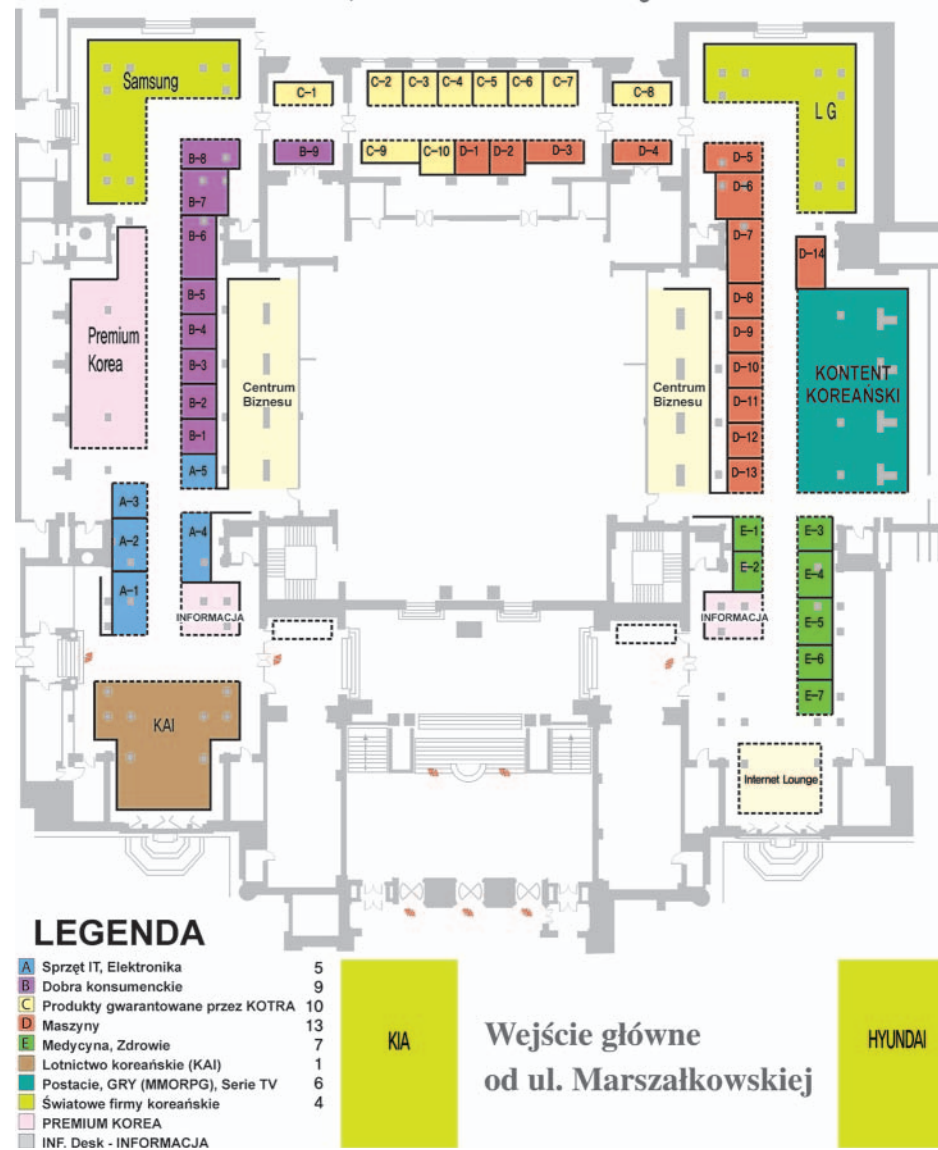 Samsung
C-1
C-2
C-3
C-4
C-5
C-6
C-7
C-8
LG
B-8
B-9
C-9
C-10
D-1
D-2
D-3
D-4
D-5
B-7
D-6
B-6
D-7
D-14
B-5
D-8
Premium
Korea
B-4
D-9
B-3
D-10
KONTENT
KOREAŃSKI
Centrum
Biznesu
Centrum
Biznesu
B-2
D-11
B-1
D-12
A-5
D-13
A-3
A-4
E-1
E-3
A-2
E-2
E-4
A-1
INFORMACJA
INFORMACJA
E-5
E-6
E-7
KAI
Internet Lounge
LEGENDA
A Sprzęt IT, Elektronika 5
B Dobra konsumenckie 9
C Produkty gwarantowane przez KOTRA 10
D Maszyny 13
E Medycyna, Zdrowie 7
Lotnictwo koreańskie (KAI) 1
Postacie, GRY (MMORPG), Serie TV 6
Światowe firmy koreańskie 4
PREMIUM KOREA
INF. Desk - INFORMACJA
KIA
Wejście główne
od ul. Marszałkowskiej
HYUNDAI